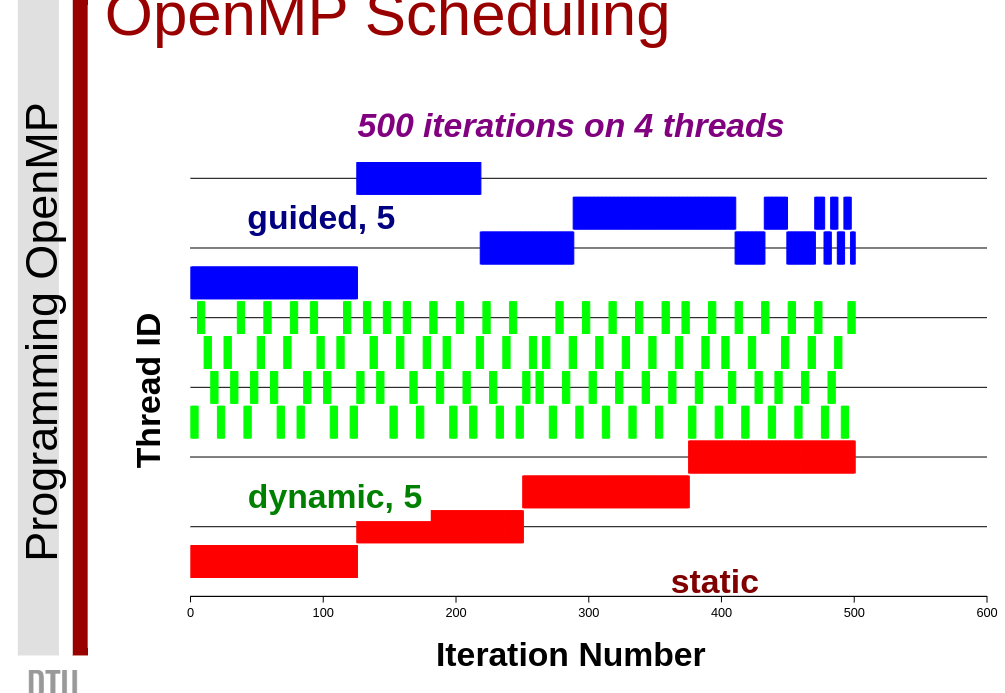 OpenMP Scheduling
Programming OpenMP
500 iterations on 4 threads
guided, 5
Thread ID
dynamic, 5
static
0 100 200 300 400 500 600
Iteration Number